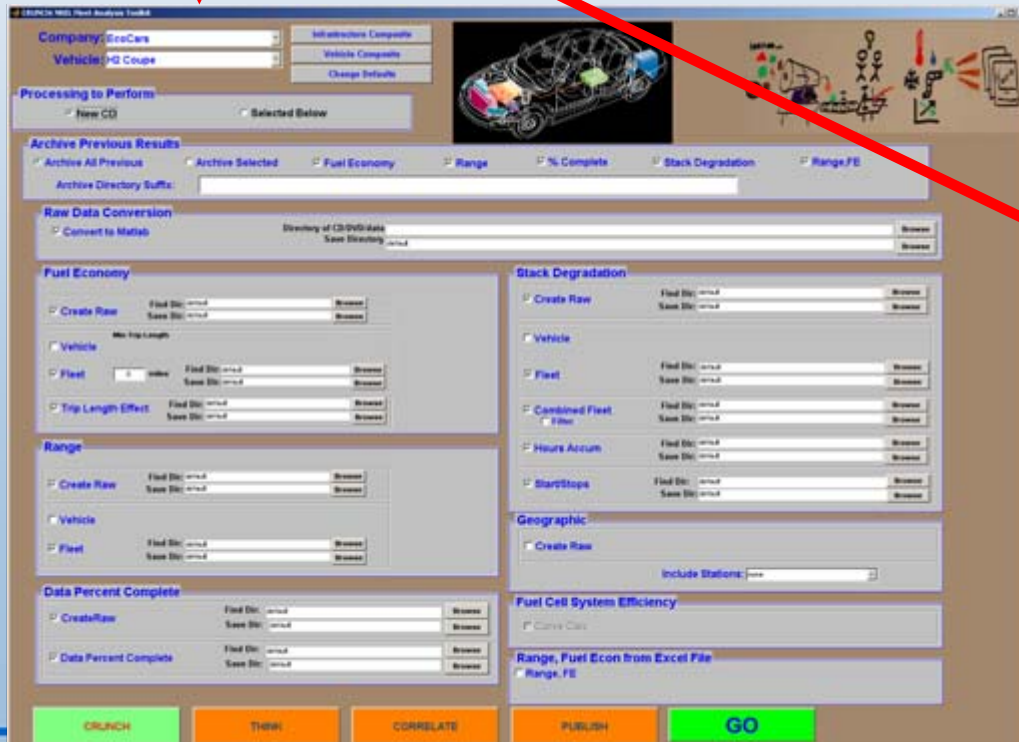 CRUNCH NREL Fleet Analysis Toolkit
Company: EcoCars
Vehicle: H2 Coupe
Infrastructure Composite
Vehicle Composite
Change Defaults
Processing to Perform
New CD
Selected Below
Archive Previous Results
Archive All Previous
Archive Selected
Fuel Economy
Range
% Complete
Stack Degradation
Range,FE
Archive Directory Suffix:
Raw Data Conversion
Convert to Matlab
Directory of CD/DVD/data
Browse
Save Directory default
Browse
Fuel Economy
Create Raw
Find Dir: default Browse
Save Dir: default Browse
Min Trip Length
Vehicle
Fleet
miles
Find Dir: default Browse
Save Dir: default Browse
Trip Length Effect
Find Dir: default Browse
Save Dir: default Browse
Range
Create Raw
Find Dir: default Browse
Save Dir: default Browse
Vehicle
Fleet
Find Dir: default Browse
Save Dir: default Browse
Data Percent Complete
CreateRaw
Find Dir: default Browse
Save Dir: default Browse
Data Percent Complete
Find Dir: default Browse
Save Dir: default Browse
Stack Degradation
Create Raw
Find Dir: default Browse
Save Dir: default Browse
Vehicle
Fleet
Find Dir: default Browse
Save Dir: default Browse
Combined Fleet
Filter
Find Dir: default Browse
Save Dir: default Browse
Hours Accum
Find Dir: default Browse
Save Dir: default Browse
Start/Stops
Find Dir: default Browse
Save Dir: default Browse
Geographic
Create Raw
Include Stations: none
Fuel Cell System Efficiency
Curve Calc
Range, Fuel Econ from Excel File
Range, FE
CRUNCH
THINK
CORRELATE
PUBLISH
GO